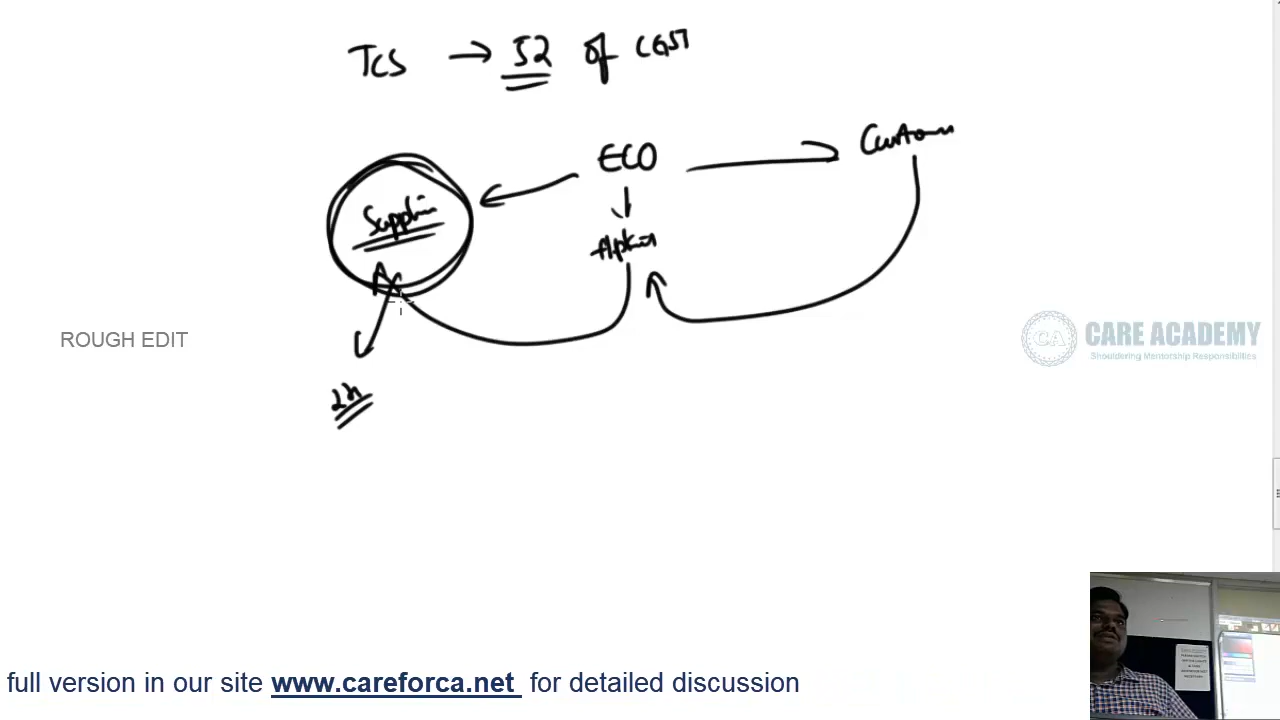 TCS → 52 of CGST
ECO
Customer
Supplier
ROUGH EDIT
CA
CARE ACADEMY
Shouldering Mentorship Responsibilities
full version in our site www.careforca.net for detailed discussion